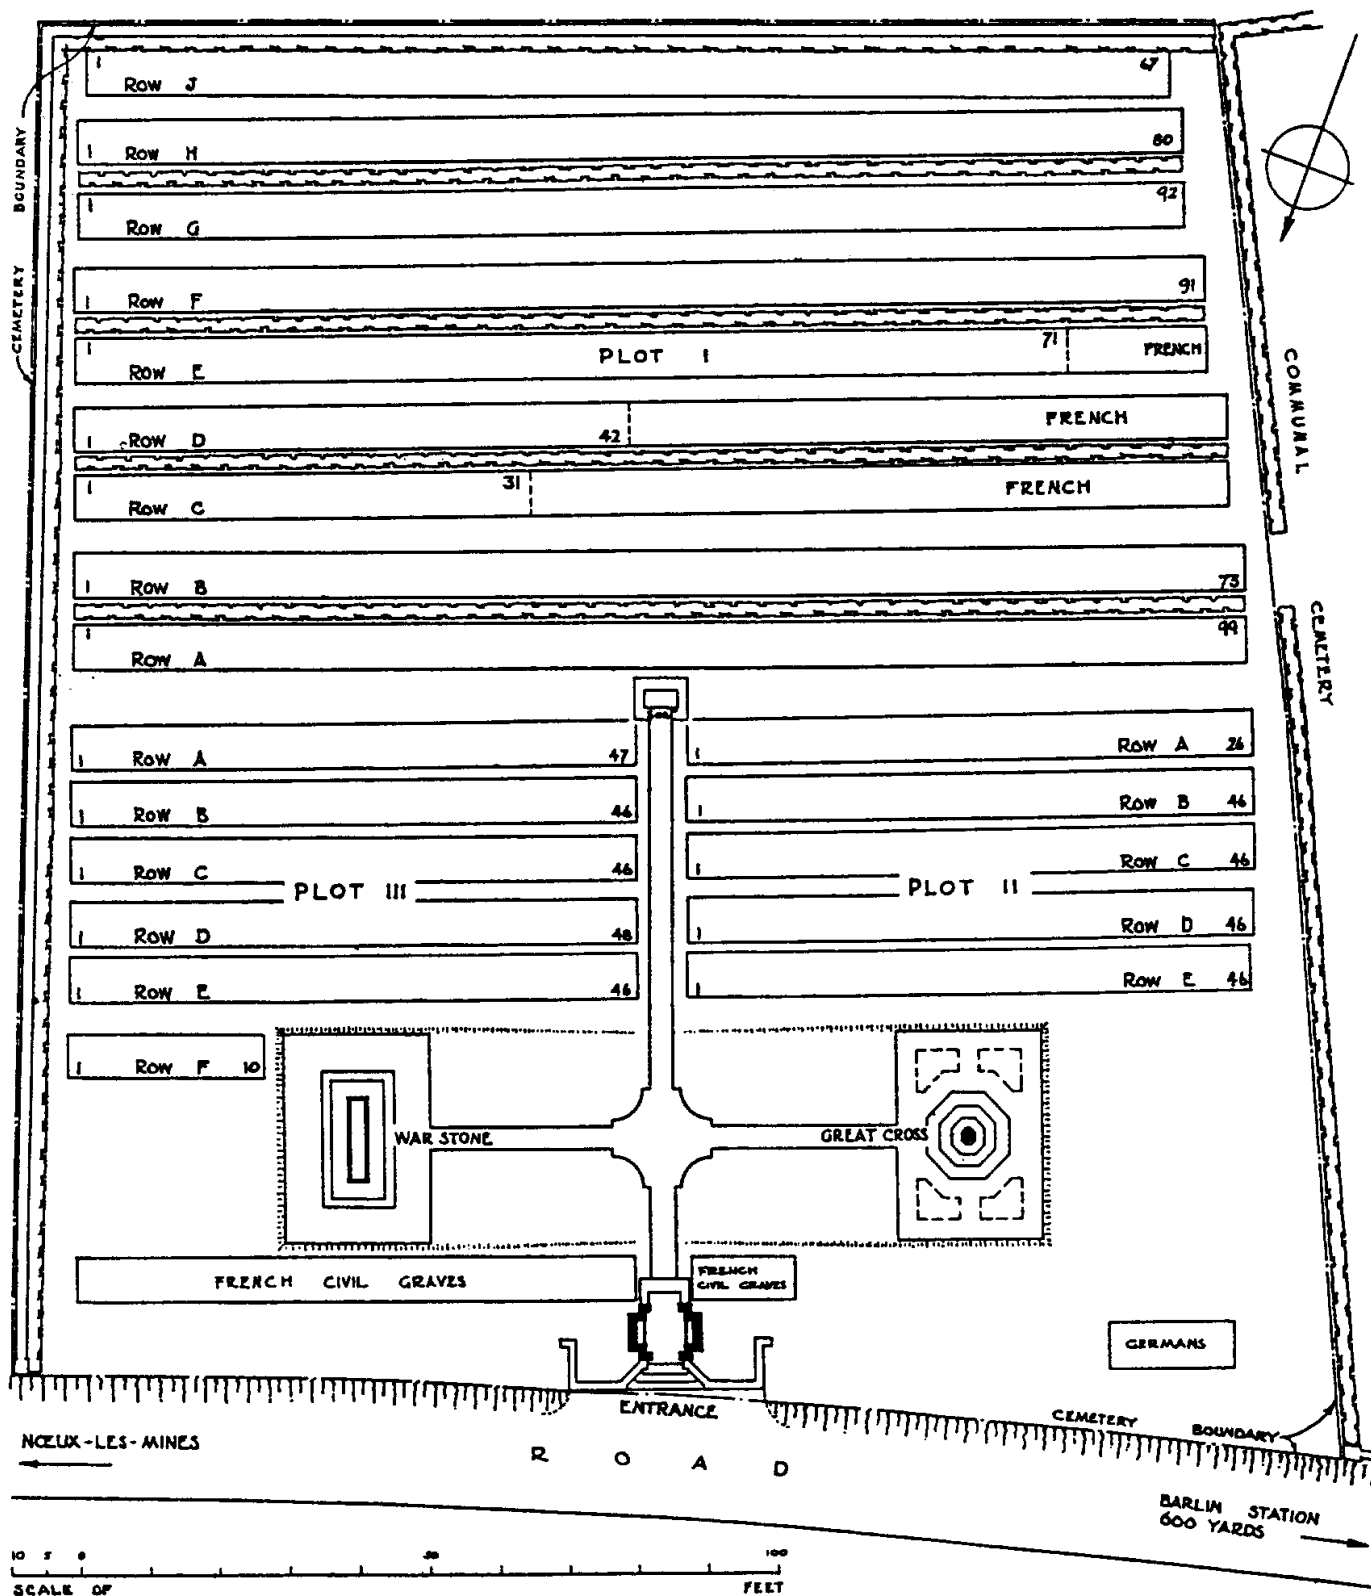 1 67
Row J
CEMETERY BOUNDARY
1 Row H 80
1 92
Row G
1 Row F 91
1 PLOT I 71 FRENCH
Row E
1 Row D 42 FRENCH
1 31 FRENCH
Row C
COMMUNAL
CEMETERY
1 Row B 73
1 99
Row A
1 Row A 47
1 Row A 26
1 Row B 46
1 Row B 46
1 Row C 46
1 Row C 46
PLOT III
PLOT II
1 Row D 48
1 Row D 46
1 Row E 46
1 Row E 46
1 Row F 10
WAR STONE
GREAT CROSS
FRENCH CIVIL GRAVES
FRENCH
CIVIL GRAVES
GERMANS
ENTRANCE
CEMETERY BOUNDARY
NŒUX-LES-MINES
ROAD
BARLIN STATION
600 YARDS
10 5 0 50 100
SCALE OF FEET